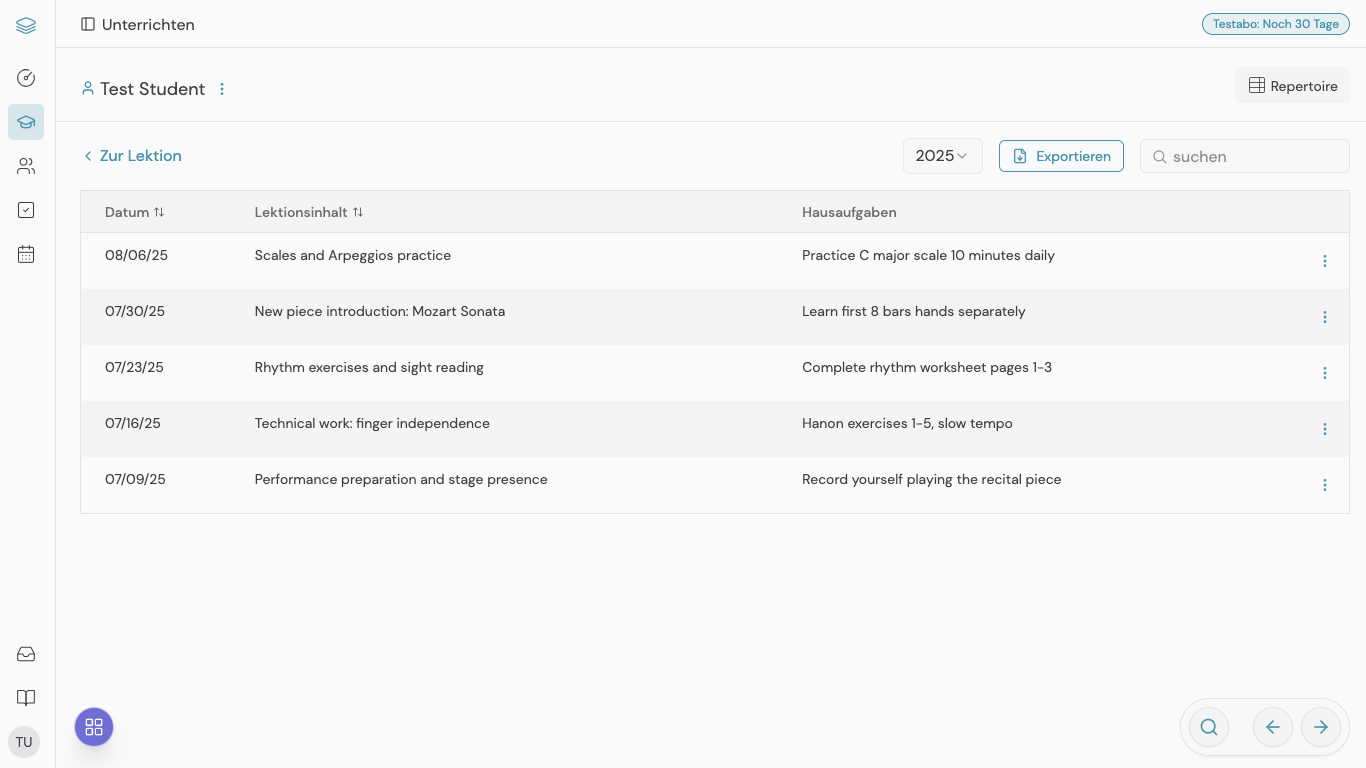 Unterrichten
Testabo: Noch 30 Tage
Test Student
Repertoire
Zur Lektion
2025
Exportieren
suchen
Datum Lektionsinhalt Hausaufgaben
08/06/25 Scales and Arpeggios practice Practice C major scale 10 minutes daily
07/30/25 New piece introduction: Mozart Sonata Learn first 8 bars hands separately
07/23/25 Rhythm exercises and sight reading Complete rhythm worksheet pages 1-3
07/16/25 Technical work: finger independence Hanon exercises 1-5, slow tempo
07/09/25 Performance preparation and stage presence Record yourself playing the recital piece
TU